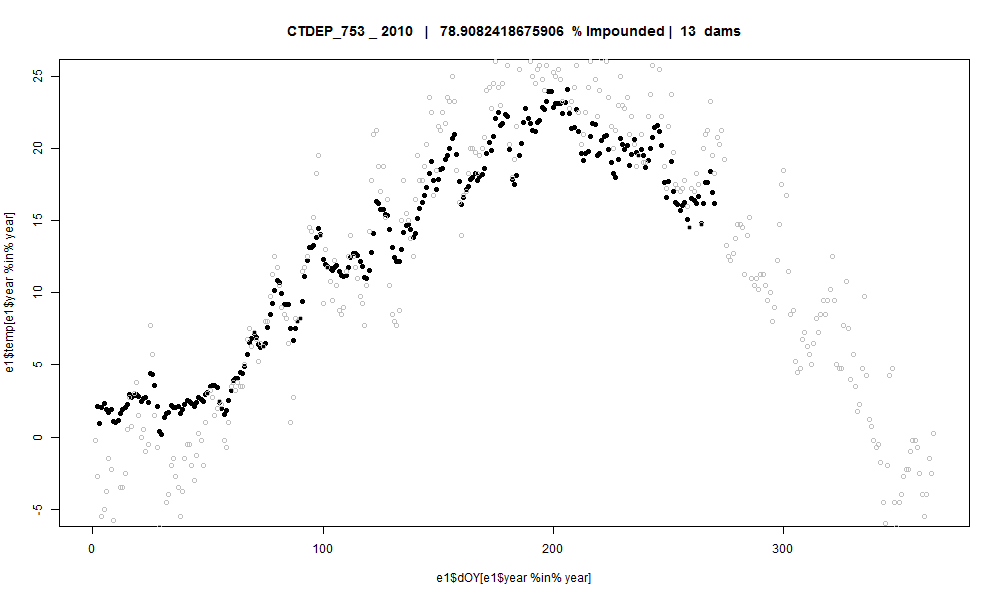 CTDEP_753 _ 2010 | 78.9082418675906 % Impounded | 13 dams
e1$temp[e1$year %in% year]
25
20
15
10
5
0
-5
0 100 200 300
e1$dOY[e1$year %in% year]